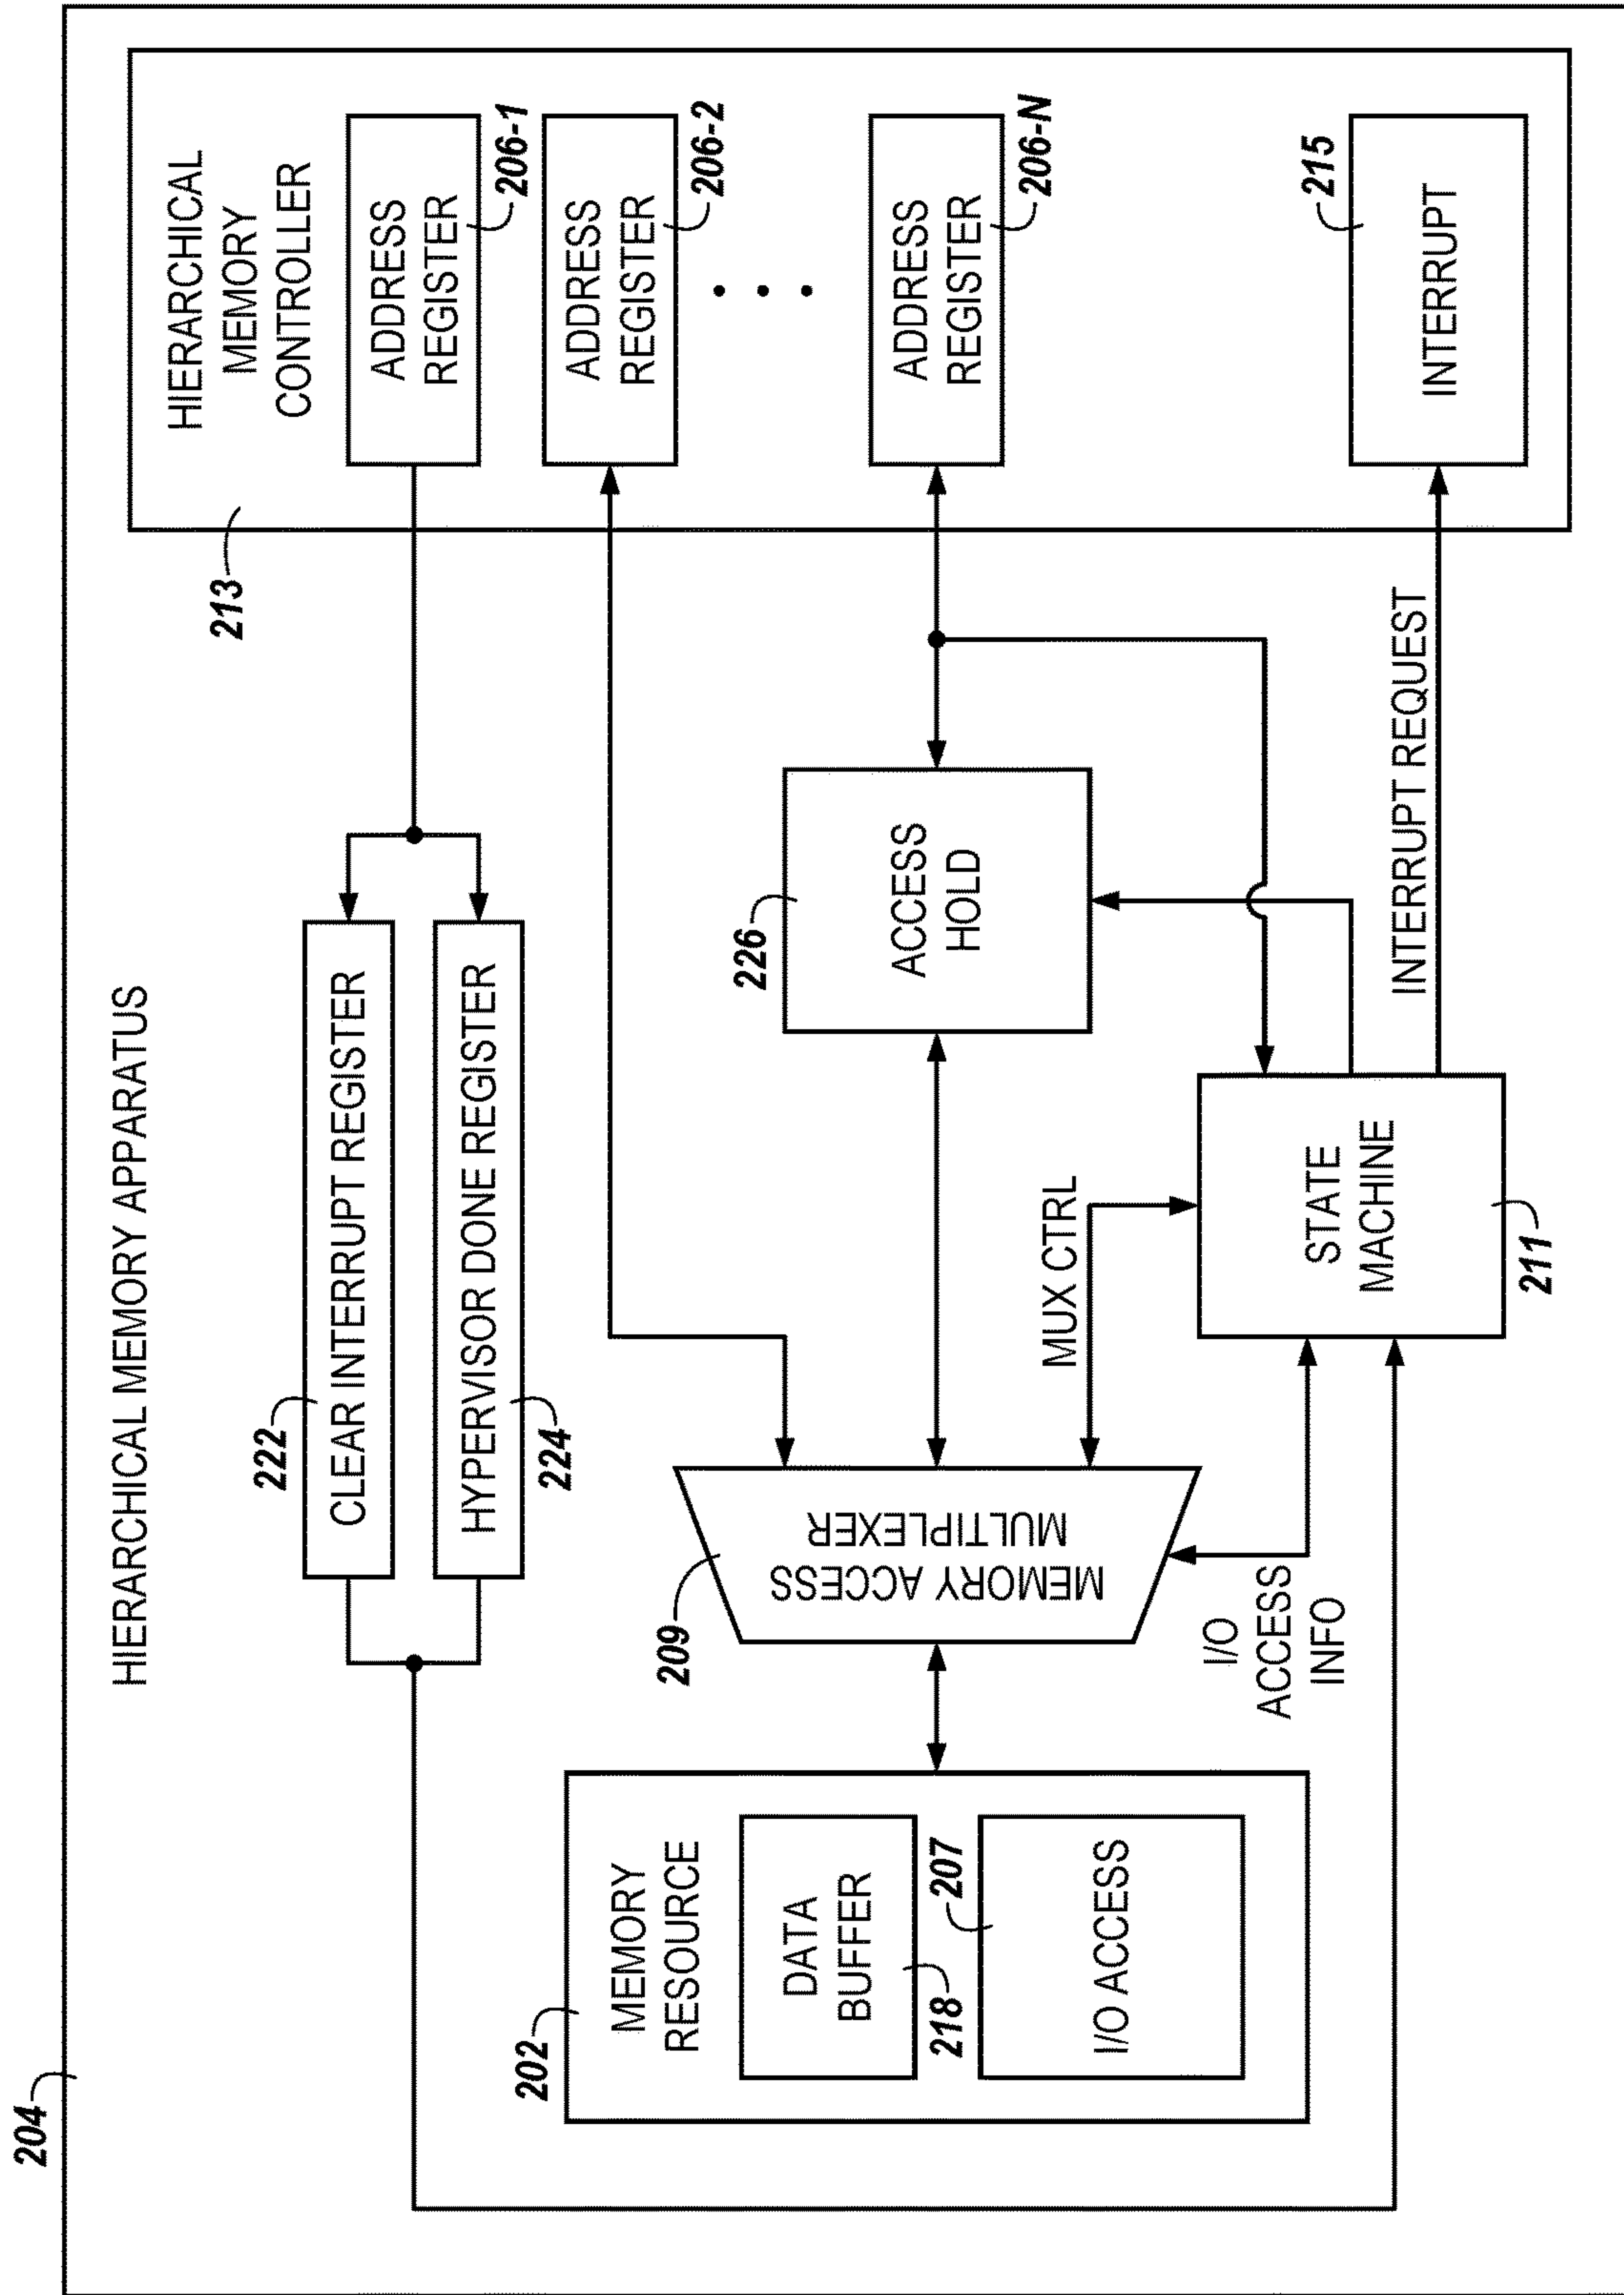 204
HIERARCHICAL MEMORY APPARATUS
213
HIERARCHICAL
MEMORY
CONTROLLER
222
CLEAR INTERRUPT REGISTER
HYPERVISOR DONE REGISTER
224
ADDRESS
REGISTER
206-1
ADDRESS
REGISTER
206-2
ADDRESS
REGISTER
206-N
215
INTERRUPT
202
MEMORY
RESOURCE
DATA
BUFFER
218
207
I/O ACCESS
209
MEMORY ACCESS
MULTIPLEXER
226
ACCESS
HOLD
MUX CTRL
I/O
ACCESS
INFO
STATE
MACHINE
211
INTERRUPT REQUEST